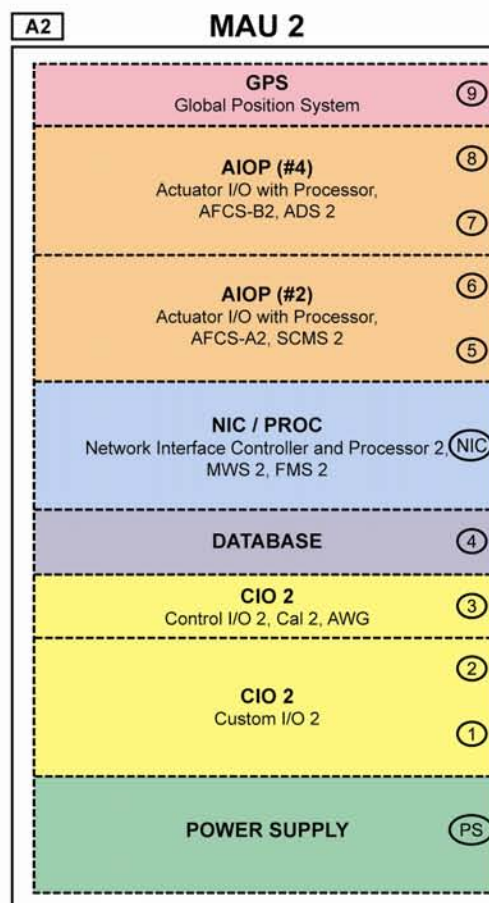 A2
MAU 2
GPS
Global Position System
9
AIOP (#4)
Actuator I/O with Processor,
AFCS-B2, ADS 2
8
7
AIOP (#2)
Actuator I/O with Processor,
AFCS-A2, SCMS 2
6
5
NIC / PROC
Network Interface Controller and Processor 2,
MWS 2, FMS 2
NIC
DATABASE
4
CIO 2
Control I/O 2, Cal 2, AWG
3
CIO 2
Custom I/O 2
2
1
POWER SUPPLY
PS